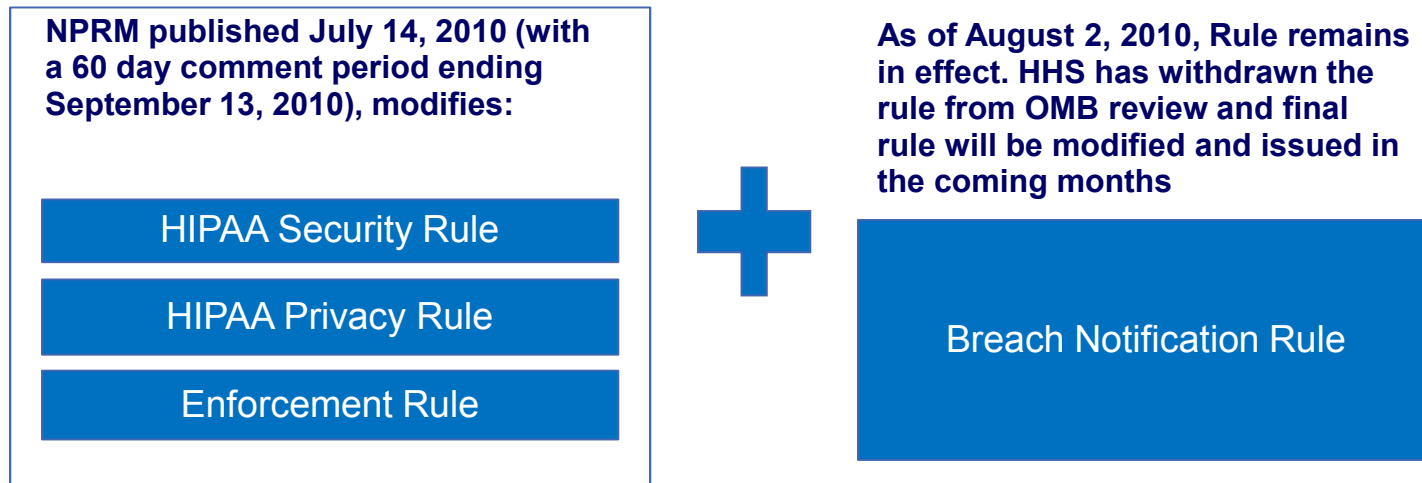 NPRM published July 14, 2010 (with
a 60 day comment period ending
September 13, 2010), modifies:
HIPAA Security Rule
HIPAA Privacy Rule
Enforcement Rule
As of August 2, 2010, Rule remains
in effect. HHS has withdrawn the
rule from OMB review and final
rule will be modified and issued in
the coming months
Breach Notification Rule